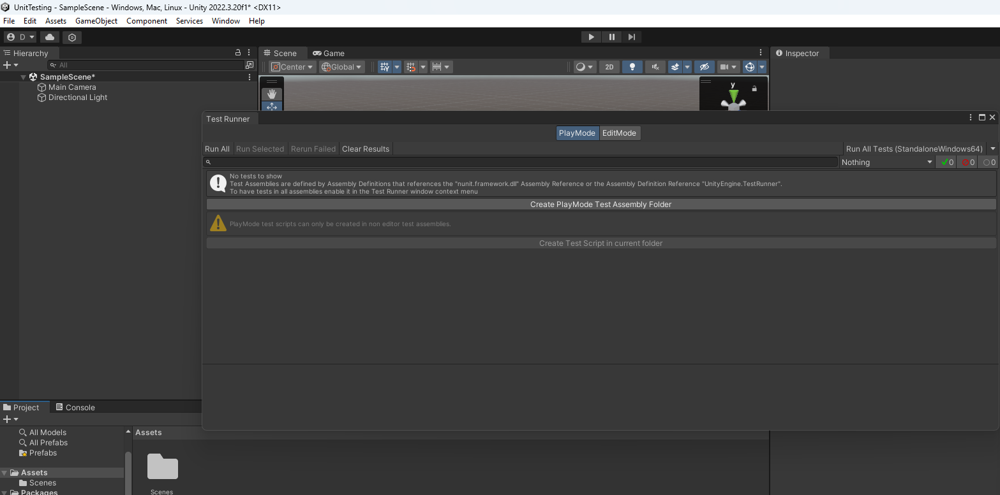 UnitTesting - SampleScene - Windows, Mac, Linux - Unity 2022.3.20f1* <DX11>
File Edit Assets GameObject Component Services Window Help
D
Hierarchy
Scene
Game
Inspector
All
Center
Global
2D
SampleScene*
Main Camera
Directional Light
y
Test Runner
PlayMode EditMode
Run All Run Selected Rerun Failed Clear Results
Run All Tests (StandaloneWindows64)
Nothing
0 0 0
No tests to show
Test Assemblies are defined by Assembly Definitions that references the "nunit.framework.dll" Assembly Reference or the Assembly Definition Reference "UnityEngine.TestRunner".
To have tests in all assemblies enable it in the Test Runner window context menu
Create PlayMode Test Assembly Folder
PlayMode test scripts can only be created in non editor test assemblies.
Create Test Script in current folder
Project
Console
All Models
All Prefabs
Prefabs
Assets
Scenes
Packages
Assets
Scenes